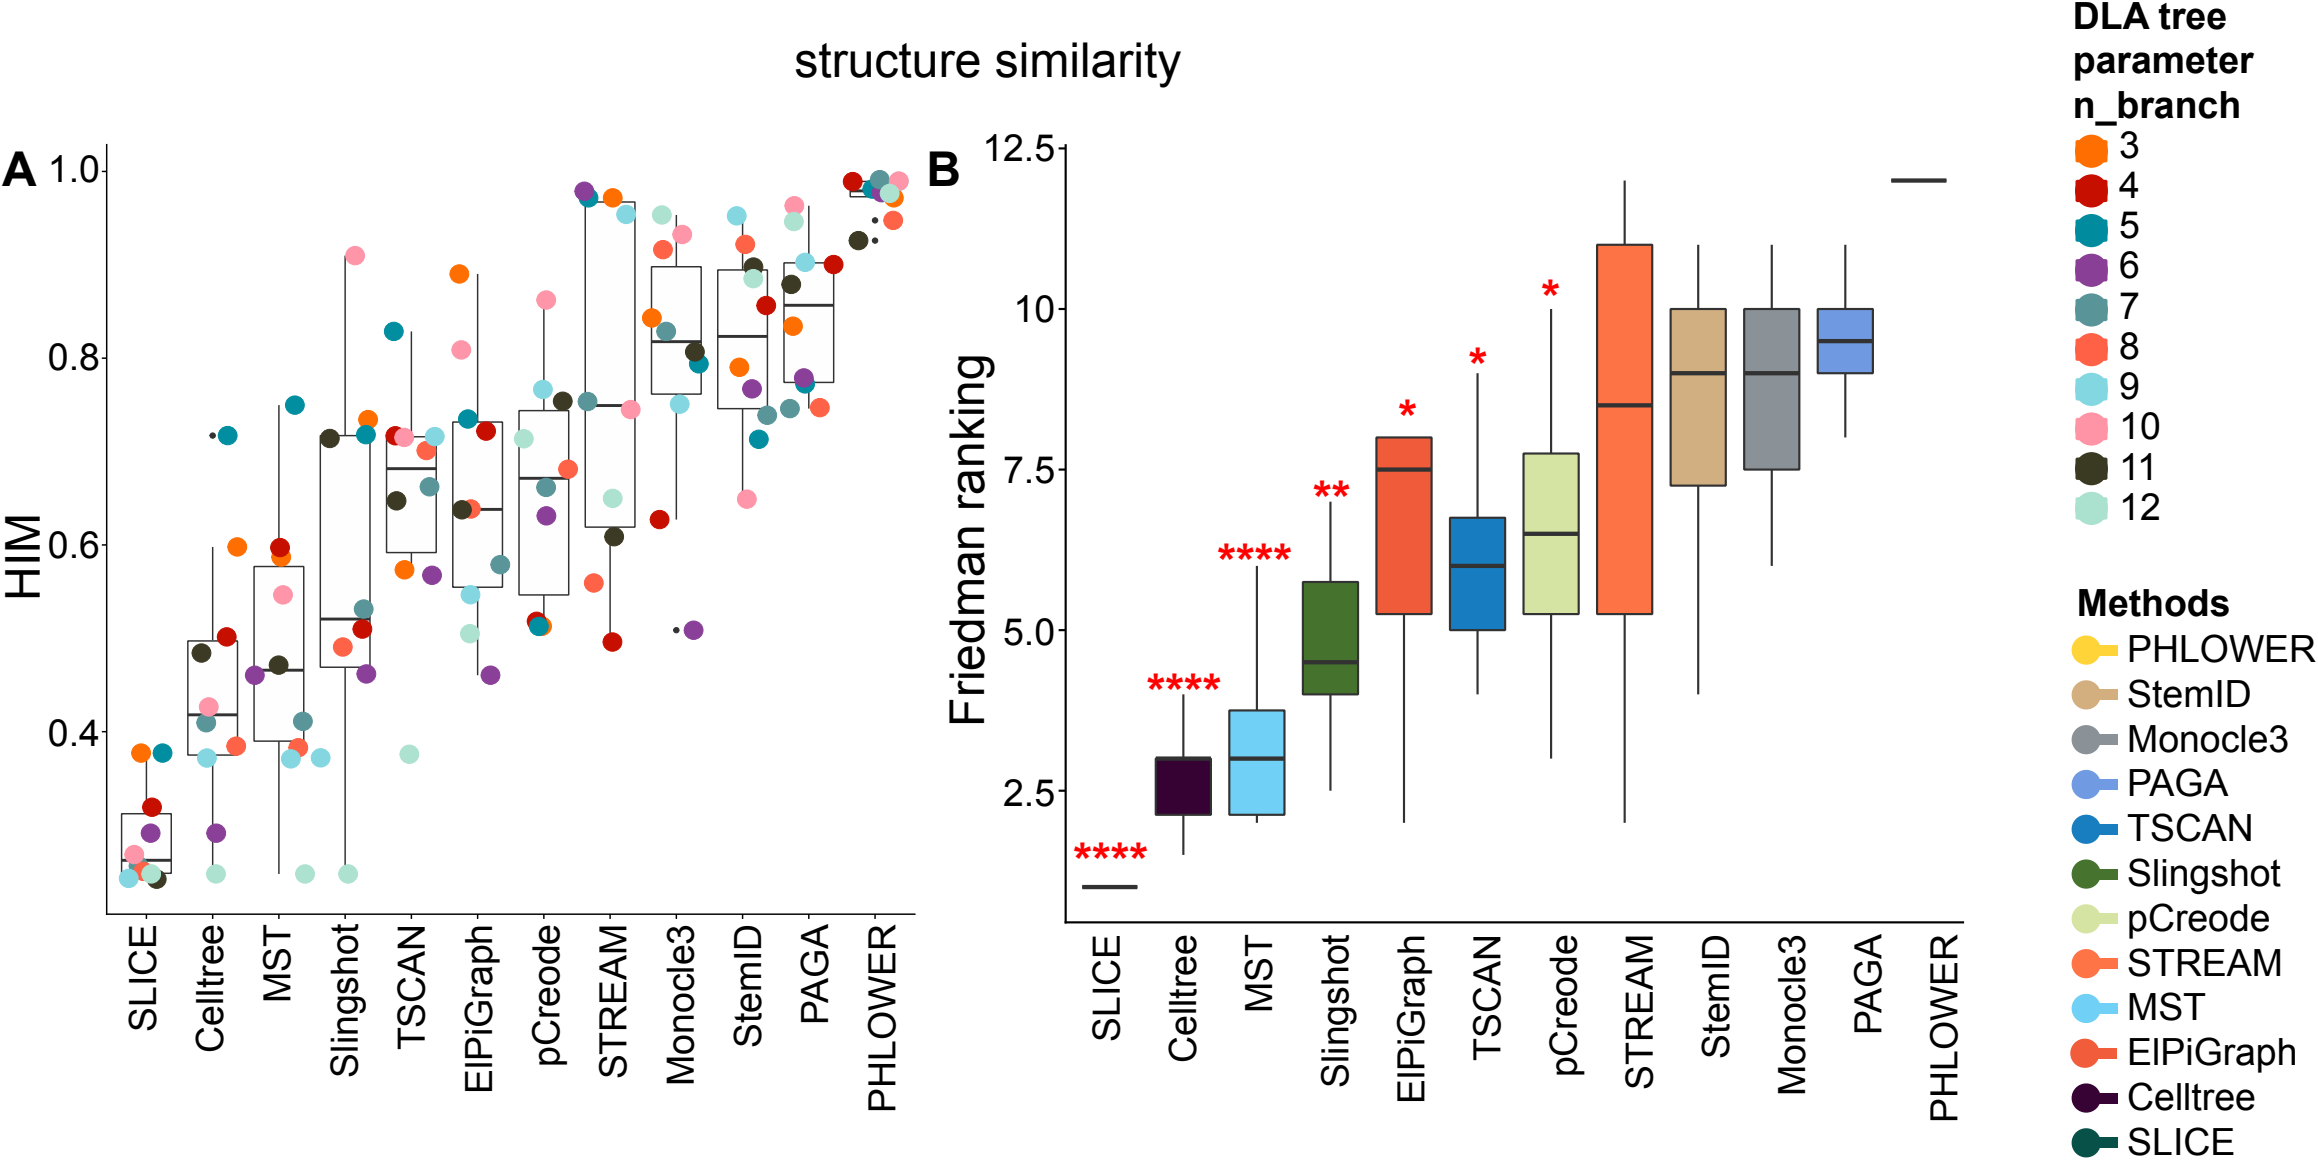 structure similarity
A
HIM
1.0
0.8
0.6
0.4
SLICE
Celltree
MST
Slingshot
TSCAN
ElPiGraph
pCreode
STREAM
Monocle3
StemID
PAGA
PHLOWER
B
Friedman ranking
12.5
10
7.5
5.0
2.5
****
****
****
**
*
*
*
SLICE
Celltree
MST
Slingshot
ElPiGraph
TSCAN
pCreode
STREAM
StemID
Monocle3
PAGA
PHLOWER
DLA tree
parameter
n_branch
3
4
5
6
7
8
9
10
11
12
Methods
PHLOWER
StemID
Monocle3
PAGA
TSCAN
Slingshot
pCreode
STREAM
MST
ElPiGraph
Celltree
SLICE